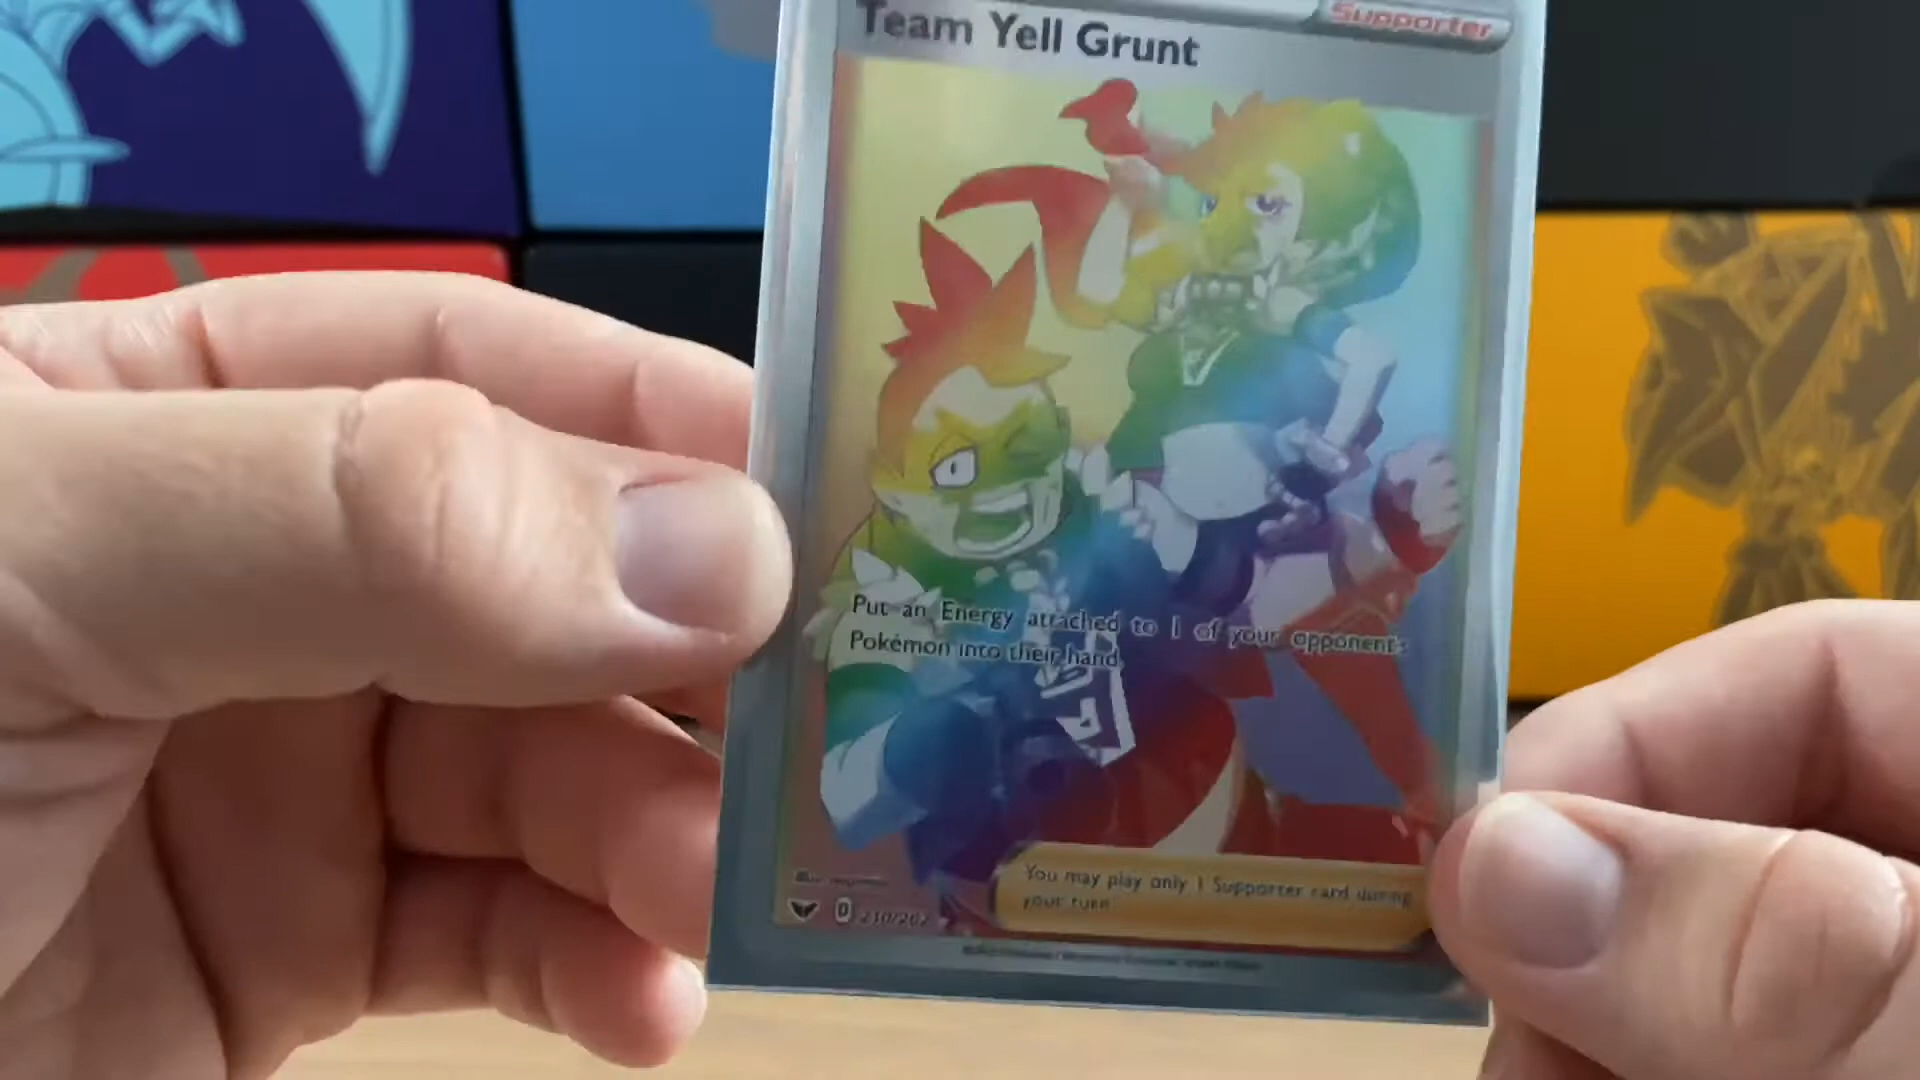 Supporter
Team Yell Grunt
Put an Energy attached to 1 of your opponent's
Pokémon into their hand.
You may play only 1 Supporter card during
your turn.
D 210/202